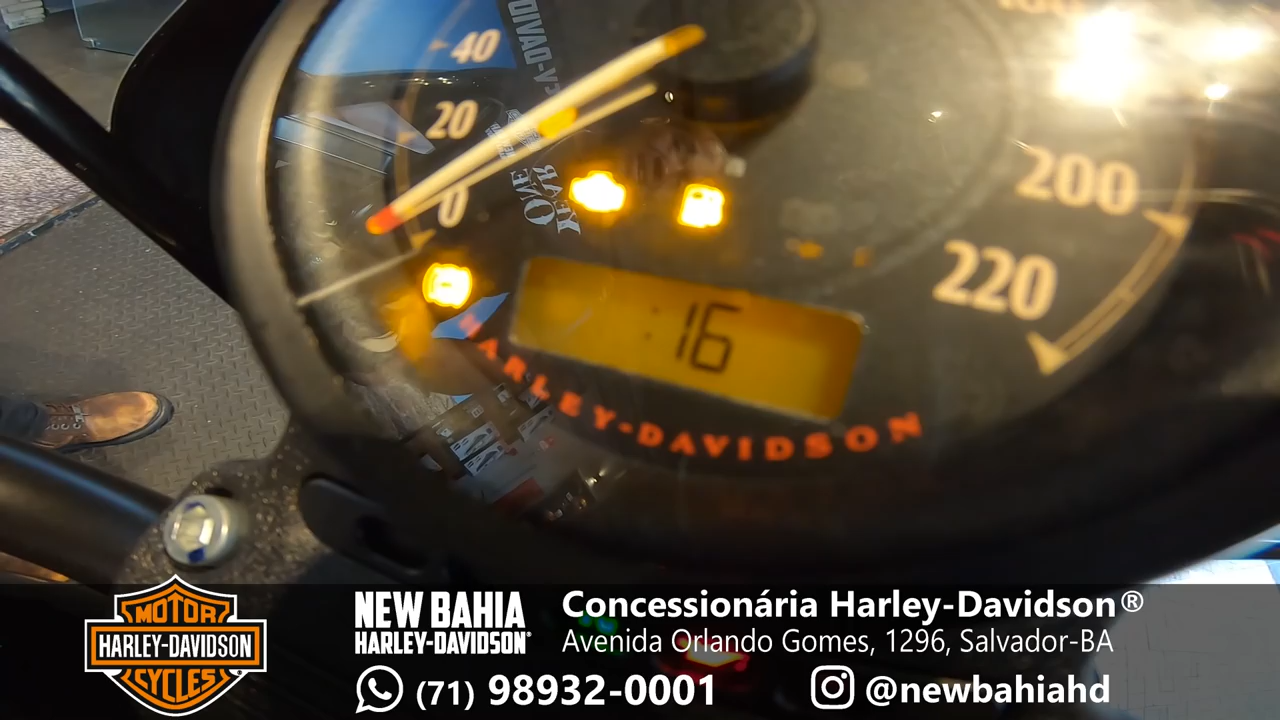 40
20
0
200
220
:16
HARLEY-DAVIDSON
MOTOR
HARLEY-DAVIDSON
CYCLES
NEW BAHIA
HARLEY-DAVIDSON
Concessionária Harley-Davidson®
Avenida Orlando Gomes, 1296, Salvador-BA
(71) 98932-0001
@newbahiahd